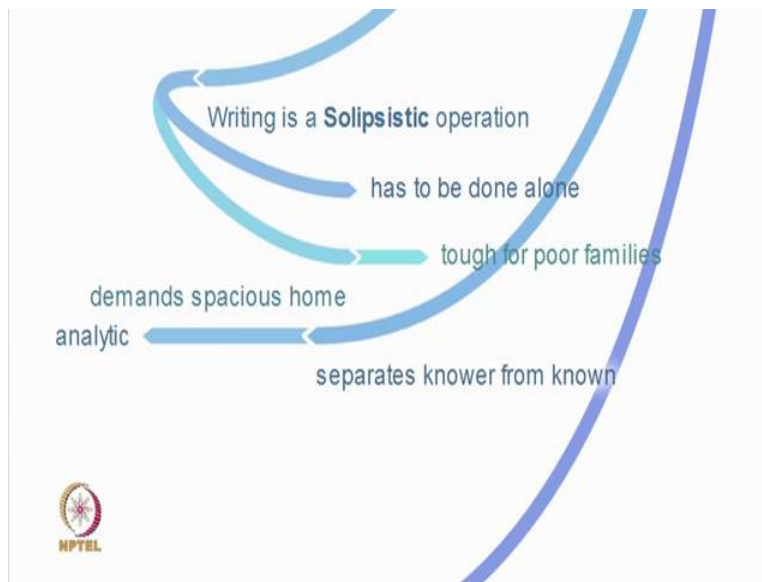 Writing is a Solipsistic operation
has to be done alone
tough for poor families
demands spacious home
analytic
separates knower from known
NPTEL